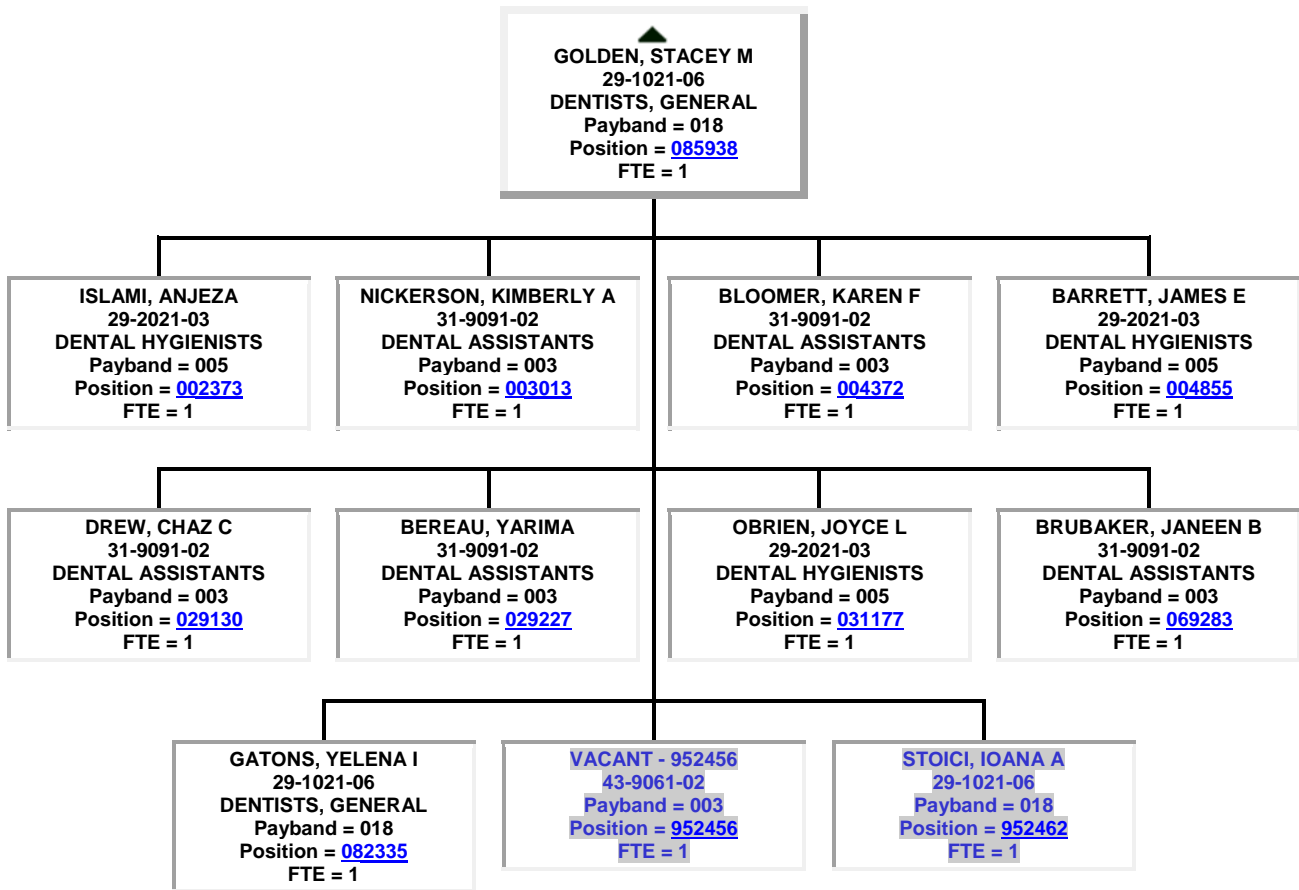 GOLDEN, STACEY M
29-1021-06
DENTISTS, GENERAL
Payband = 018
Position = 085938
FTE = 1
ISLAMI, ANJEZA
29-2021-03
DENTAL HYGIENISTS
Payband = 005
Position = 002373
FTE = 1
NICKERSON, KIMBERLY A
31-9091-02
DENTAL ASSISTANTS
Payband = 003
Position = 003013
FTE = 1
BLOOMER, KAREN F
31-9091-02
DENTAL ASSISTANTS
Payband = 003
Position = 004372
FTE = 1
BARRETT, JAMES E
29-2021-03
DENTAL HYGIENISTS
Payband = 005
Position = 004855
FTE = 1
DREW, CHAZ C
31-9091-02
DENTAL ASSISTANTS
Payband = 003
Position = 029130
FTE = 1
BEREAU, YARIMA
31-9091-02
DENTAL ASSISTANTS
Payband = 003
Position = 029227
FTE = 1
OBRIEN, JOYCE L
29-2021-03
DENTAL HYGIENISTS
Payband = 005
Position = 031177
FTE = 1
BRUBAKER, JANEEN B
31-9091-02
DENTAL ASSISTANTS
Payband = 003
Position = 069283
FTE = 1
GATONS, YELENA I
29-1021-06
DENTISTS, GENERAL
Payband = 018
Position = 082335
FTE = 1
VACANT - 952456
43-9061-02
Payband = 003
Position = 952456
FTE = 1
STOICI, IOANA A
29-1021-06
Payband = 018
Position = 952462
FTE = 1